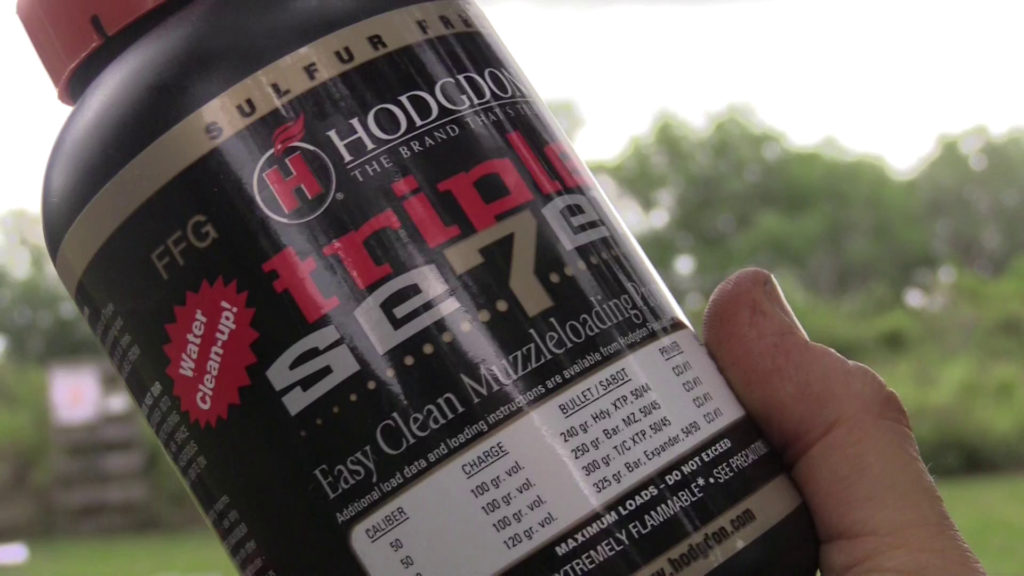 SULFUR FREE
H HODGDON
THE BRAND THAT'S
FFG
triple
SE7E
Water
Clean-up!
Easy Clean Muzzleloading
Additional load data and loading instructions are available from Hodgdon
CALIBER CHARGE BULLET / SABOT PRIMER
50 100 gr. vol. 240 gr. Hdy XTP, 50/44 CCI #11
50 100 gr. vol. 250 gr. Bar. MZ, 50/45 CCI #11
100 gr. vol. 300 gr. T/C XTP, 50/45 CCI #11
120 gr. vol. 325 gr. Bar. Expander, 54/50 CCI #11
MAXIMUM LOADS – DO NOT EXCEED
EXTREMELY FLAMMABLE* • SEE PRECAUTIONS
www.hodgdon.com